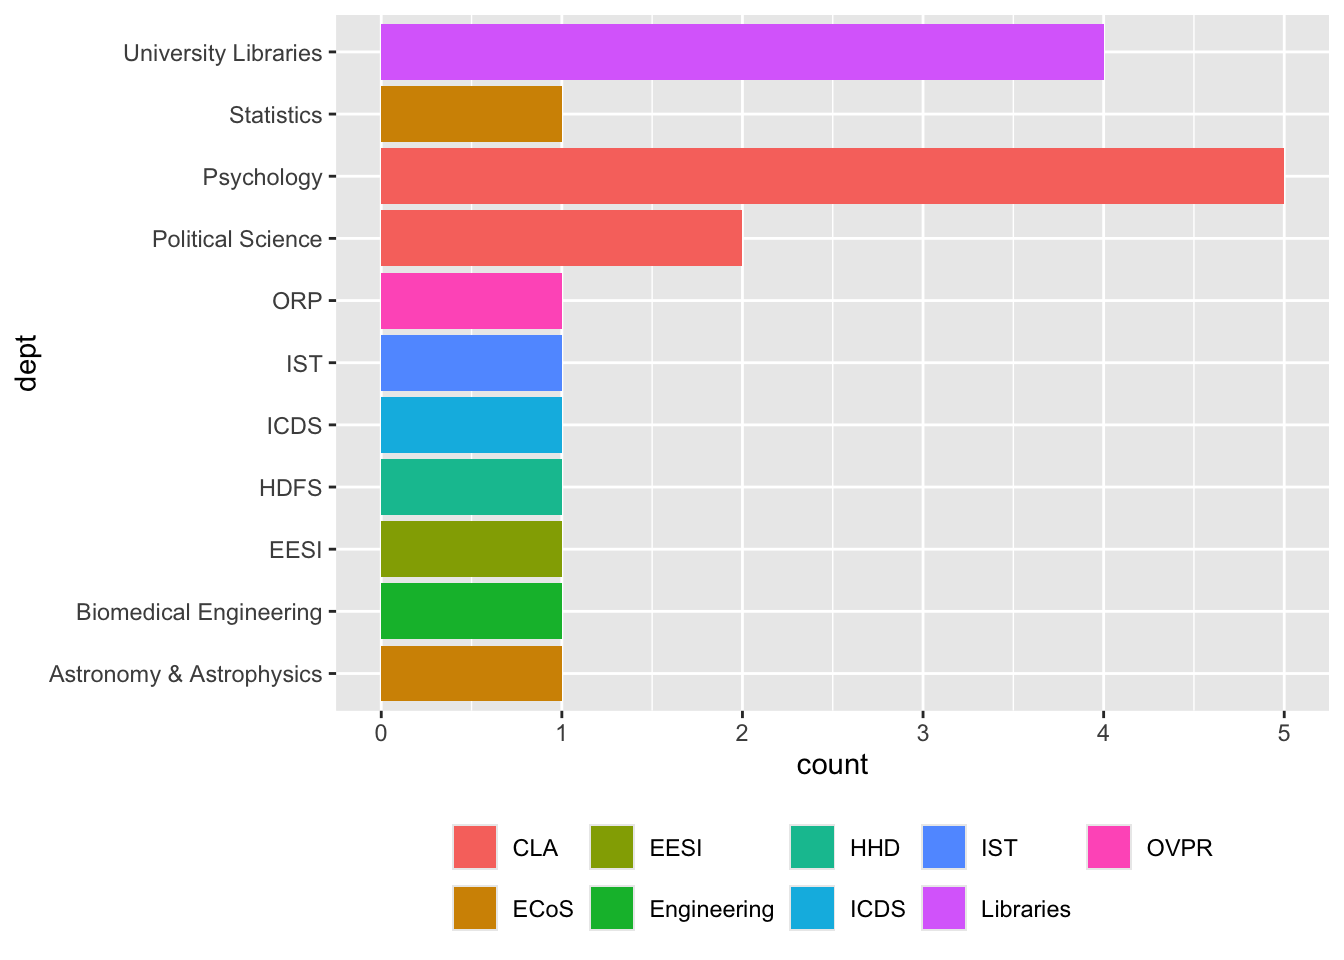 University Libraries
Statistics
Psychology
Political Science
ORP
IST
ICDS
HDFS
EESI
Biomedical Engineering
Astronomy & Astrophysics
dept
0 1 2 3 4 5
count
CLA EESI HHD IST OVPR
ECoS Engineering ICDS Libraries